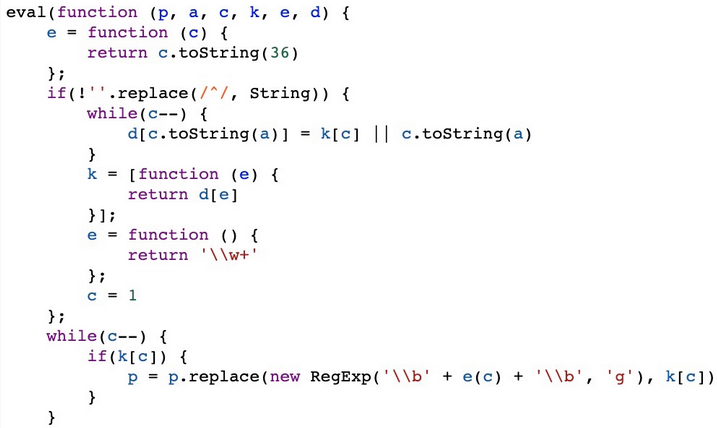 eval(function (p, a, c, k, e, d) {
    e = function (c) {
        return c.toString(36)
    };
    if(!''.replace(/^/, String)) {
        while(c--) {
            d[c.toString(a)] = k[c] || c.toString(a)
        }
        k = [function (e) {
            return d[e]
        }];
        e = function () {
            return '\\w+'
        };
        c = 1
    };
    while(c--) {
        if(k[c]) {
            p = p.replace(new RegExp('\\b' + e(c) + '\\b', 'g'), k[c])
        }
    }